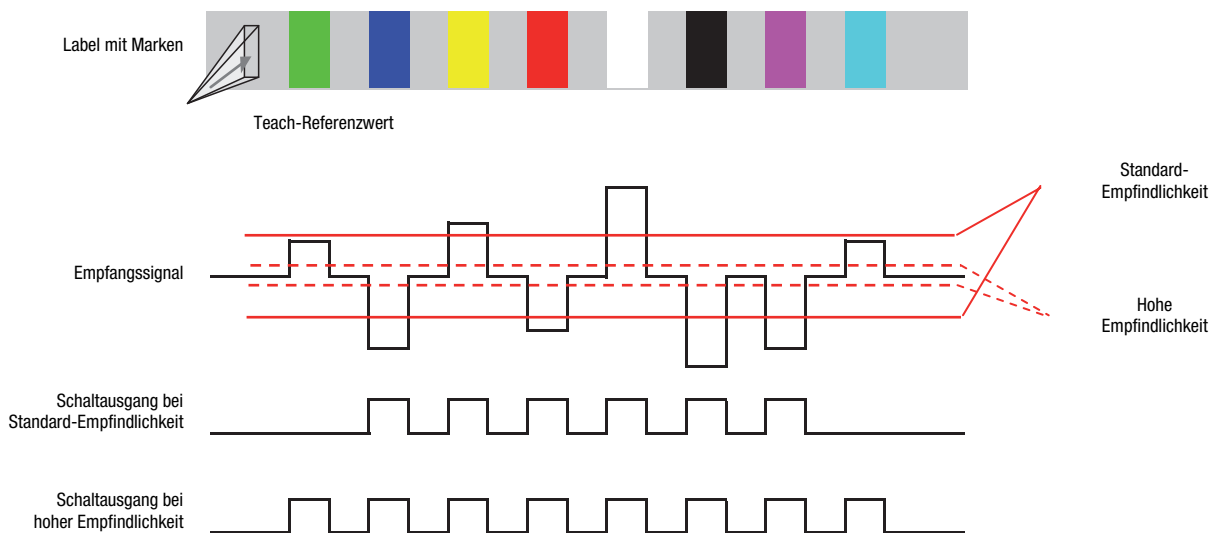 Label mit Marken
Teach-Referenzwert
Standard-
Empfindlichkeit
Empfangssignal
Hohe
Empfindlichkeit
Schaltausgang bei
Standard-Empfindlichkeit
Schaltausgang bei
hoher Empfindlichkeit